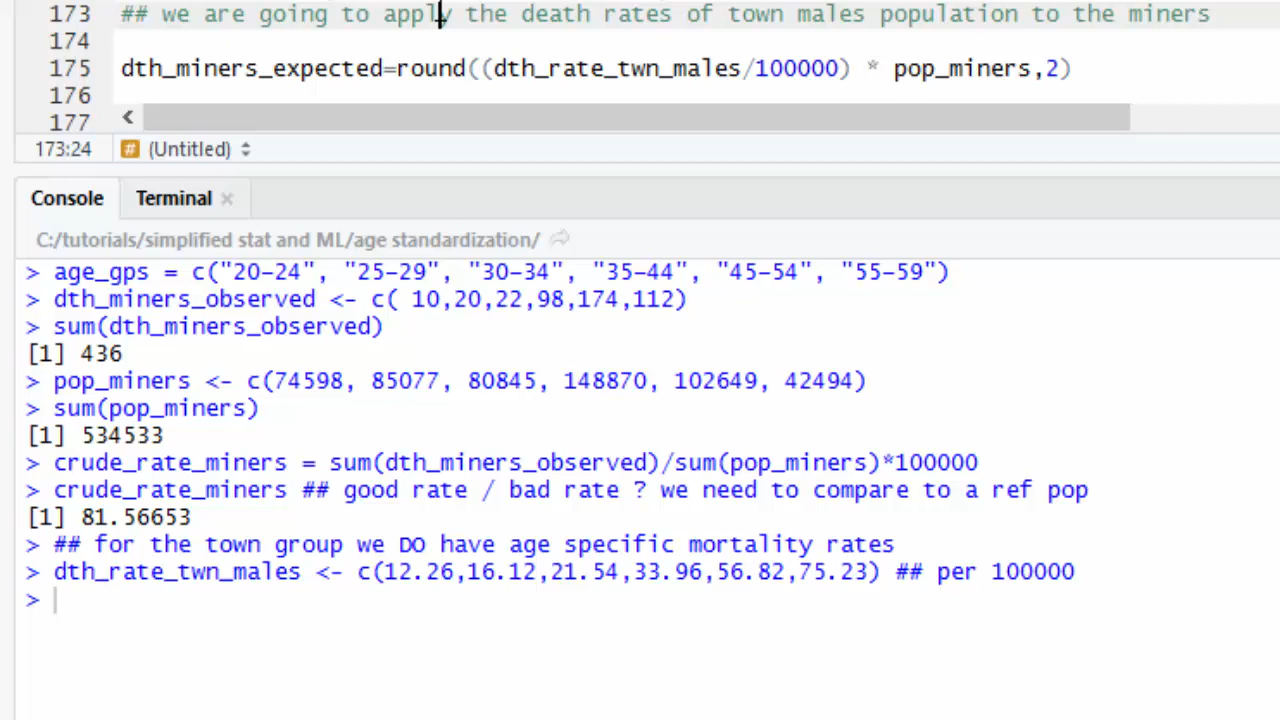 173 ## we are going to apply the death rates of town males population to the miners
174
175 dth_miners_expected=round((dth_rate_twn_males/100000) * pop_miners,2)
176
177
173:24 # (Untitled)
Console Terminal
C:/tutorials/simplified stat and ML/age standardization/
> age_gps = c("20-24", "25-29", "30-34", "35-44", "45-54", "55-59")
> dth_miners_observed <- c( 10,20,22,98,174,112)
> sum(dth_miners_observed)
[1] 436
> pop_miners <- c(74598, 85077, 80845, 148870, 102649, 42494)
> sum(pop_miners)
[1] 534533
> crude_rate_miners = sum(dth_miners_observed)/sum(pop_miners)*100000
> crude_rate_miners ## good rate / bad rate ? we need to compare to a ref pop
[1] 81.56653
> ## for the town group we DO have age specific mortality rates
> dth_rate_twn_males <- c(12.26,16.12,21.54,33.96,56.82,75.23) ## per 100000
>